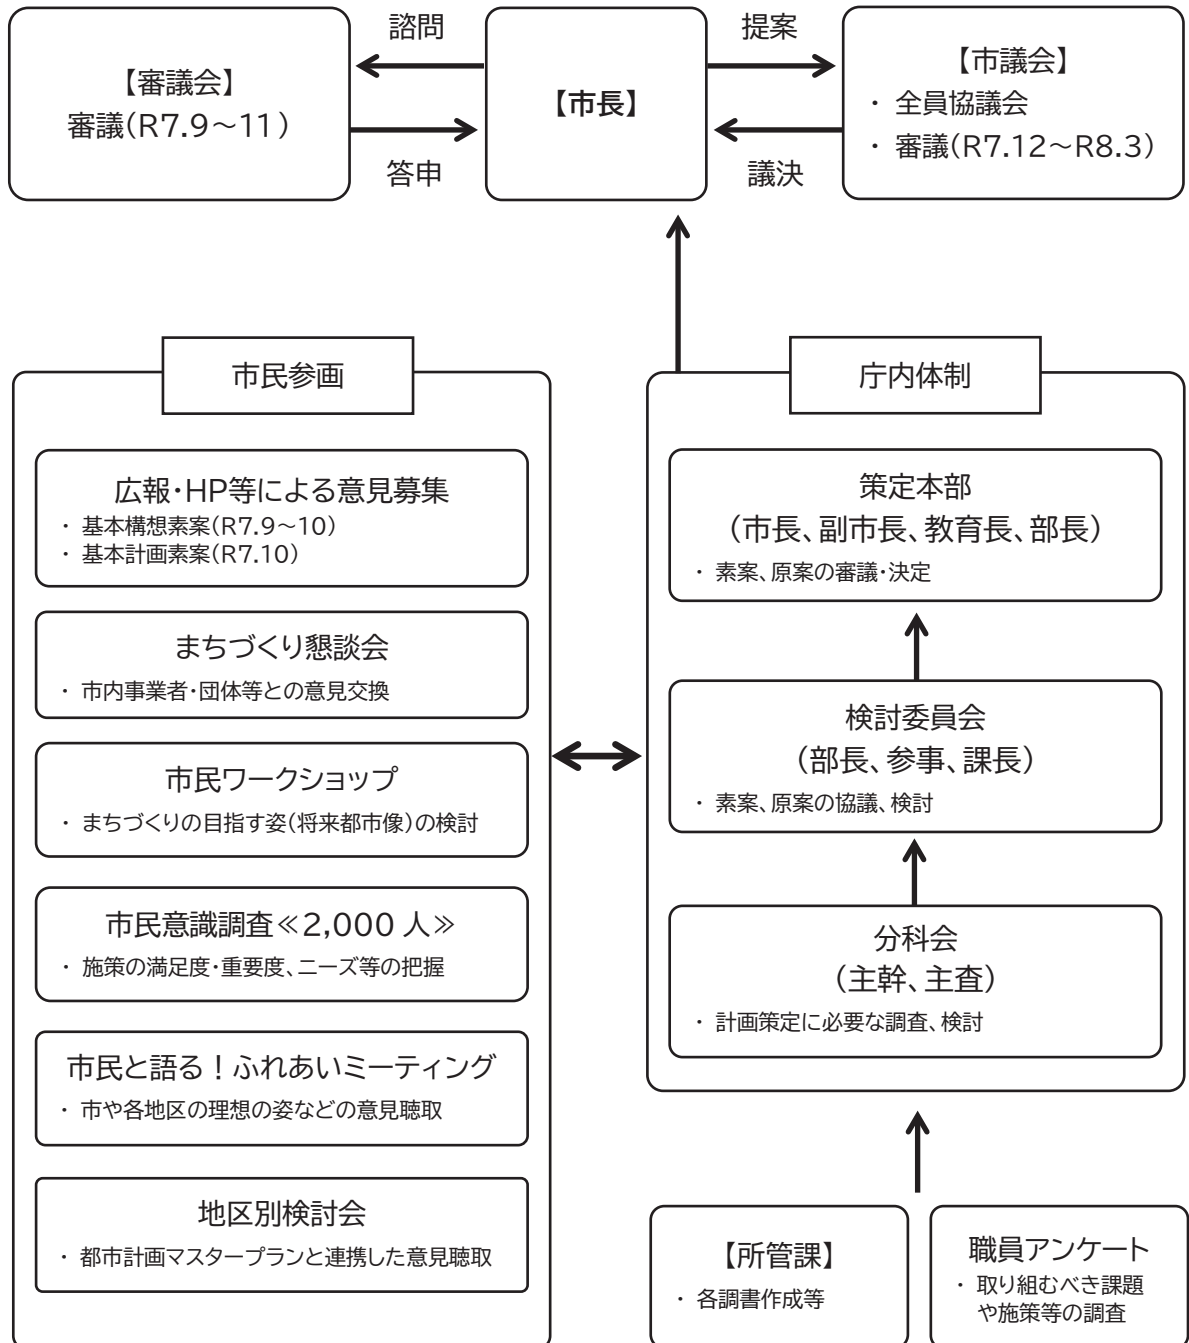 諮問
提案
【審議会】
審議(R7.9～11)
【市長】
【市議会】
・ 全員協議会
・ 審議(R7.12～R8.3)
答申
議決
市民参画
広報・HP等による意見募集
・ 基本構想素案(R7.9～10)
・ 基本計画素案(R7.10)
まちづくり懇談会
・ 市内事業者・団体等との意見交換
市民ワークショップ
・ まちづくりの目指す姿(将来都市像)の検討
市民意識調査≪2,000 人≫
・ 施策の満足度・重要度、ニーズ等の把握
市民と語る！ふれあいミーティング
・ 市や各地区の理想の姿などの意見聴取
地区別検討会
・ 都市計画マスタープランと連携した意見聴取
庁内体制
策定本部
(市長、副市長、教育長、部長)
・ 素案、原案の審議・決定
検討委員会
(部長、参事、課長)
・ 素案、原案の協議、検討
分科会
(主幹、主査)
・ 計画策定に必要な調査、検討
【所管課】
・ 各調書作成等
職員アンケート
・ 取り組むべき課題
や施策等の調査